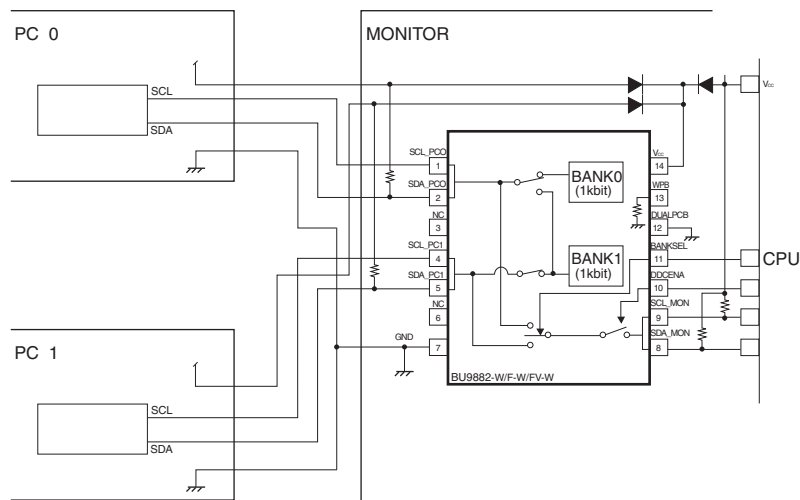 PC 0
MONITOR
SCL
SDA
Vcc
SCL_PCO
1
SDA_PCO
2
NC
3
SCL_PC1
4
SDA_PC1
5
NC
6
GND
7
BANK0
(1kbit)
BANK1
(1kbit)
Vcc
14
WPB
13
DUALPCB
12
BANKSEL
11
DDCENA
10
SCL_MON
9
SDA_MON
8
CPU
BU9882-W/F-W/FV-W
PC 1
SCL
SDA